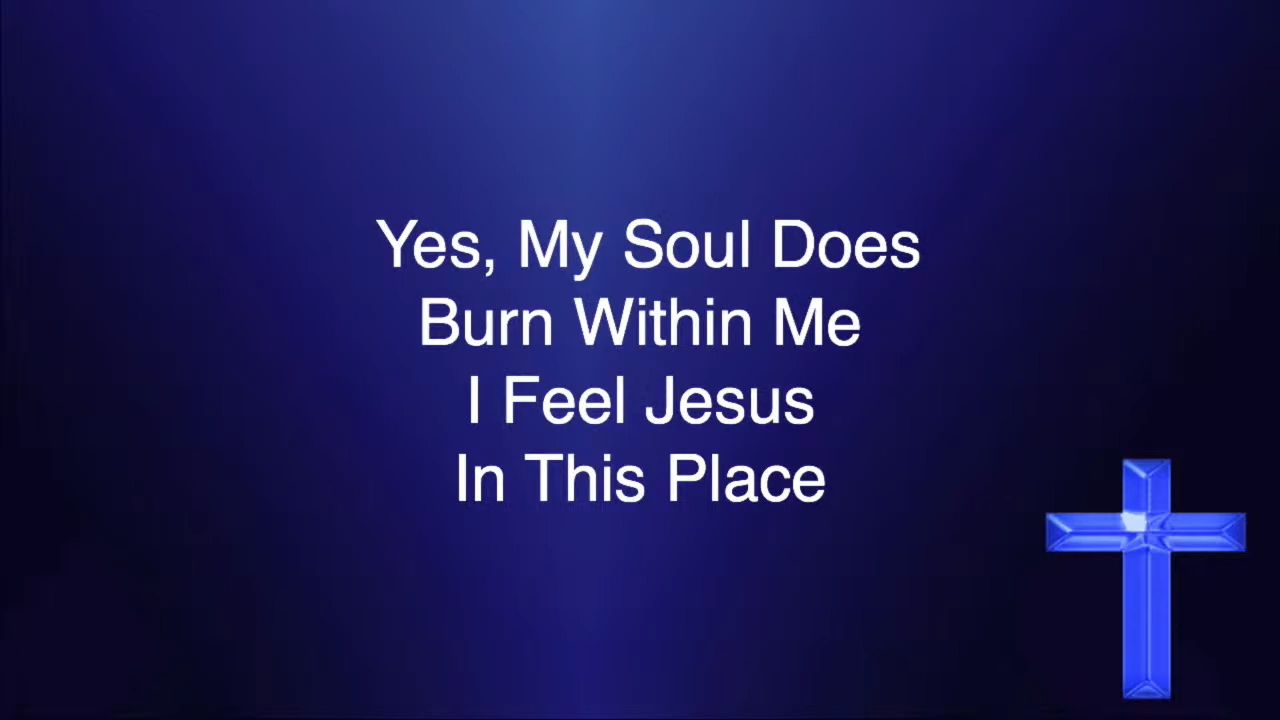 Yes, My Soul Does
Burn Within Me
I Feel Jesus
In This Place